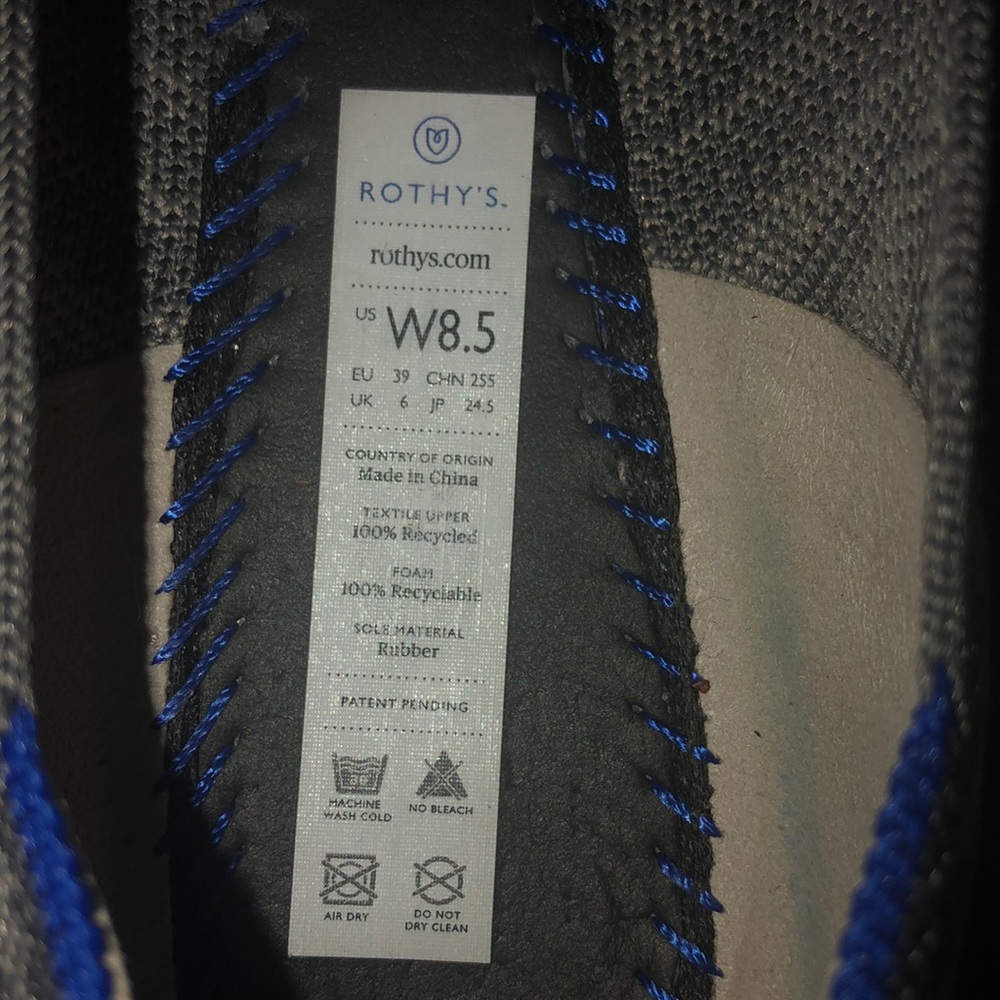 ROTHY'S™
rothys.com
US W8.5
EU 39 CHN 255
UK 6 JP 24.5
COUNTRY OF ORIGIN
Made in China
TEXTILE UPPER
100% Recycled
FOAM
100% Recyclable
SOLE MATERIAL
Rubber
PATENT PENDING
MACHINE
WASH COLD
NO BLEACH
AIR DRY
DO NOT
DRY CLEAN